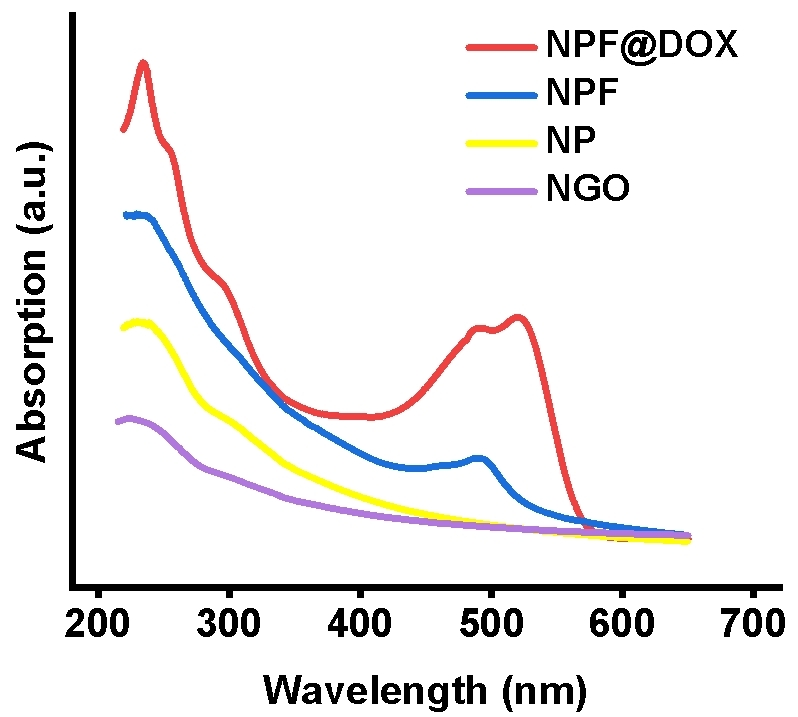 NPF@DOX
NPF
NP
NGO
Absorption (a.u.)
200 300 400 500 600 700
Wavelength (nm)